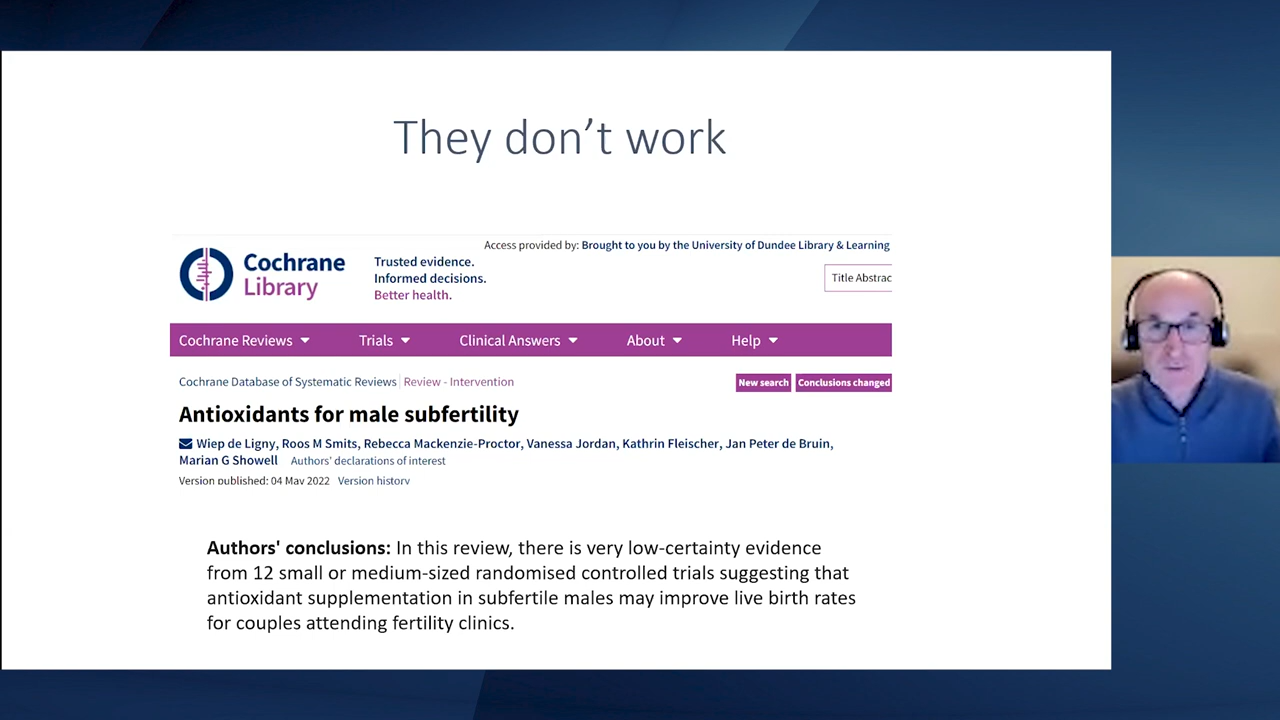 They don’t work
Access provided by: Brought to you by the University of Dundee Library & Learning
Cochrane
Library
Trusted evidence.
Informed decisions.
Better health.
Title Abstrac
Cochrane Reviews Trials Clinical Answers About Help
Cochrane Database of Systematic Reviews Review - Intervention
New search Conclusions changed
Antioxidants for male subfertility
Wiep de Ligny, Roos M Smits, Rebecca Mackenzie-Proctor, Vanessa Jordan, Kathrin Fleischer, Jan Peter de Bruin,
Marian G Showell Authors' declarations of interest
Version published: 04 May 2022 Version history
Authors' conclusions: In this review, there is very low-certainty evidence
from 12 small or medium-sized randomised controlled trials suggesting that
antioxidant supplementation in subfertile males may improve live birth rates
for couples attending fertility clinics.